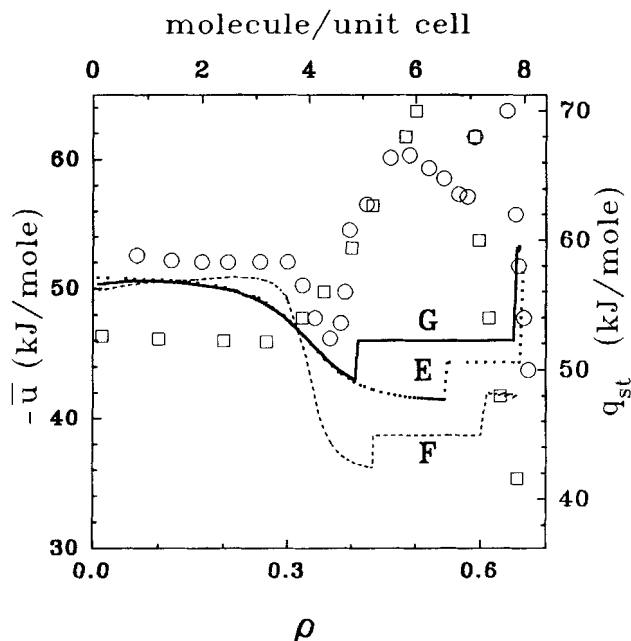 molecule/unit cell
0 2 4 6 8
60
50
40
30
-u̅ (kJ/mole)
70
60
50
40
q_st (kJ/mole)
G
E
F
0.0 0.3 0.6
ρ